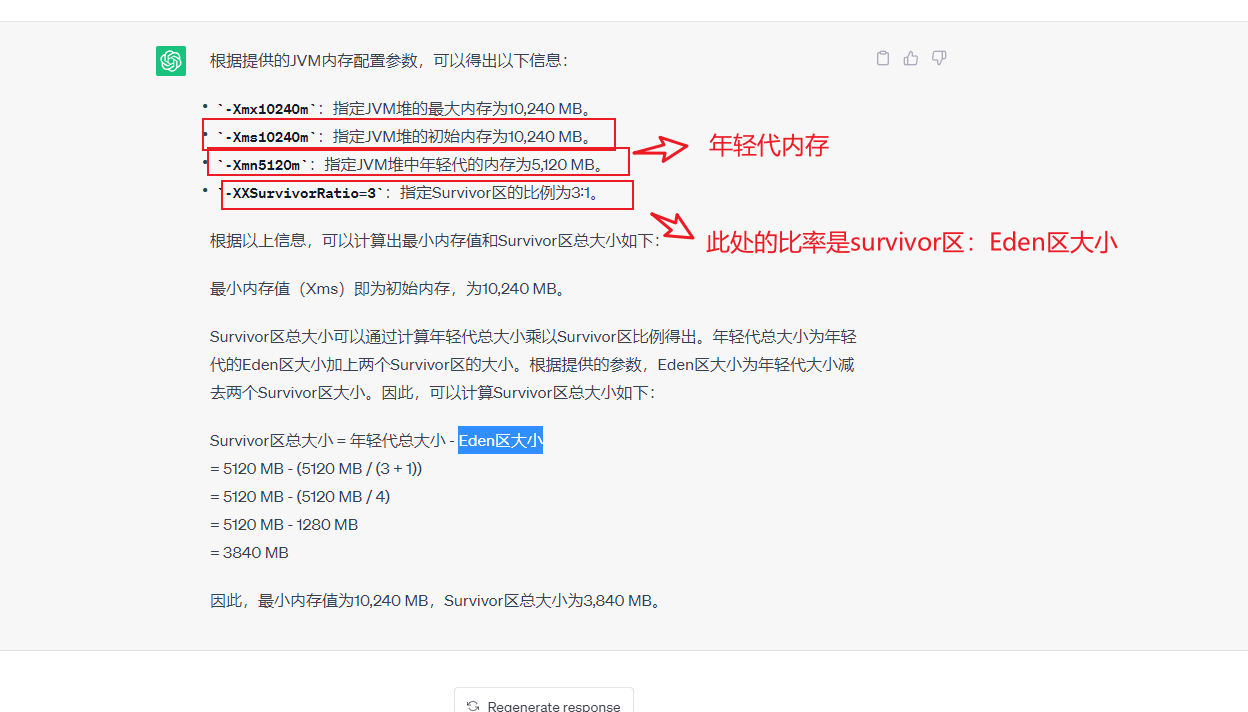 根据提供的JVM内存配置参数，可以得出以下信息：
• `-Xmx10240m`：指定JVM堆的最大内存为10,240 MB。
• `-Xms10240m`：指定JVM堆的初始内存为10,240 MB。
年轻代内存
• `-Xmn5120m`：指定JVM堆中年轻代的内存为5,120 MB。
• `-XXSurvivorRatio=3`：指定Survivor区的比例为3:1。
根据以上信息，可以计算出最小内存值和Survivor区总大小如下：
此处的比率是survivor区：Eden区大小
最小内存值（Xms）即为初始内存，为10,240 MB。
Survivor区总大小可以通过计算年轻代总大小乘以Survivor区比例得出。年轻代总大小为年轻
代的Eden区大小加上两个Survivor区的大小。根据提供的参数，Eden区大小为年轻代大小减
去两个Survivor区大小。因此，可以计算Survivor区总大小如下：
Survivor区总大小 = 年轻代总大小 - Eden区大小
= 5120 MB - (5120 MB / (3 + 1))
= 5120 MB - (5120 MB / 4)
= 5120 MB - 1280 MB
= 3840 MB
因此，最小内存值为10,240 MB，Survivor区总大小为3,840 MB。
Regenerate response